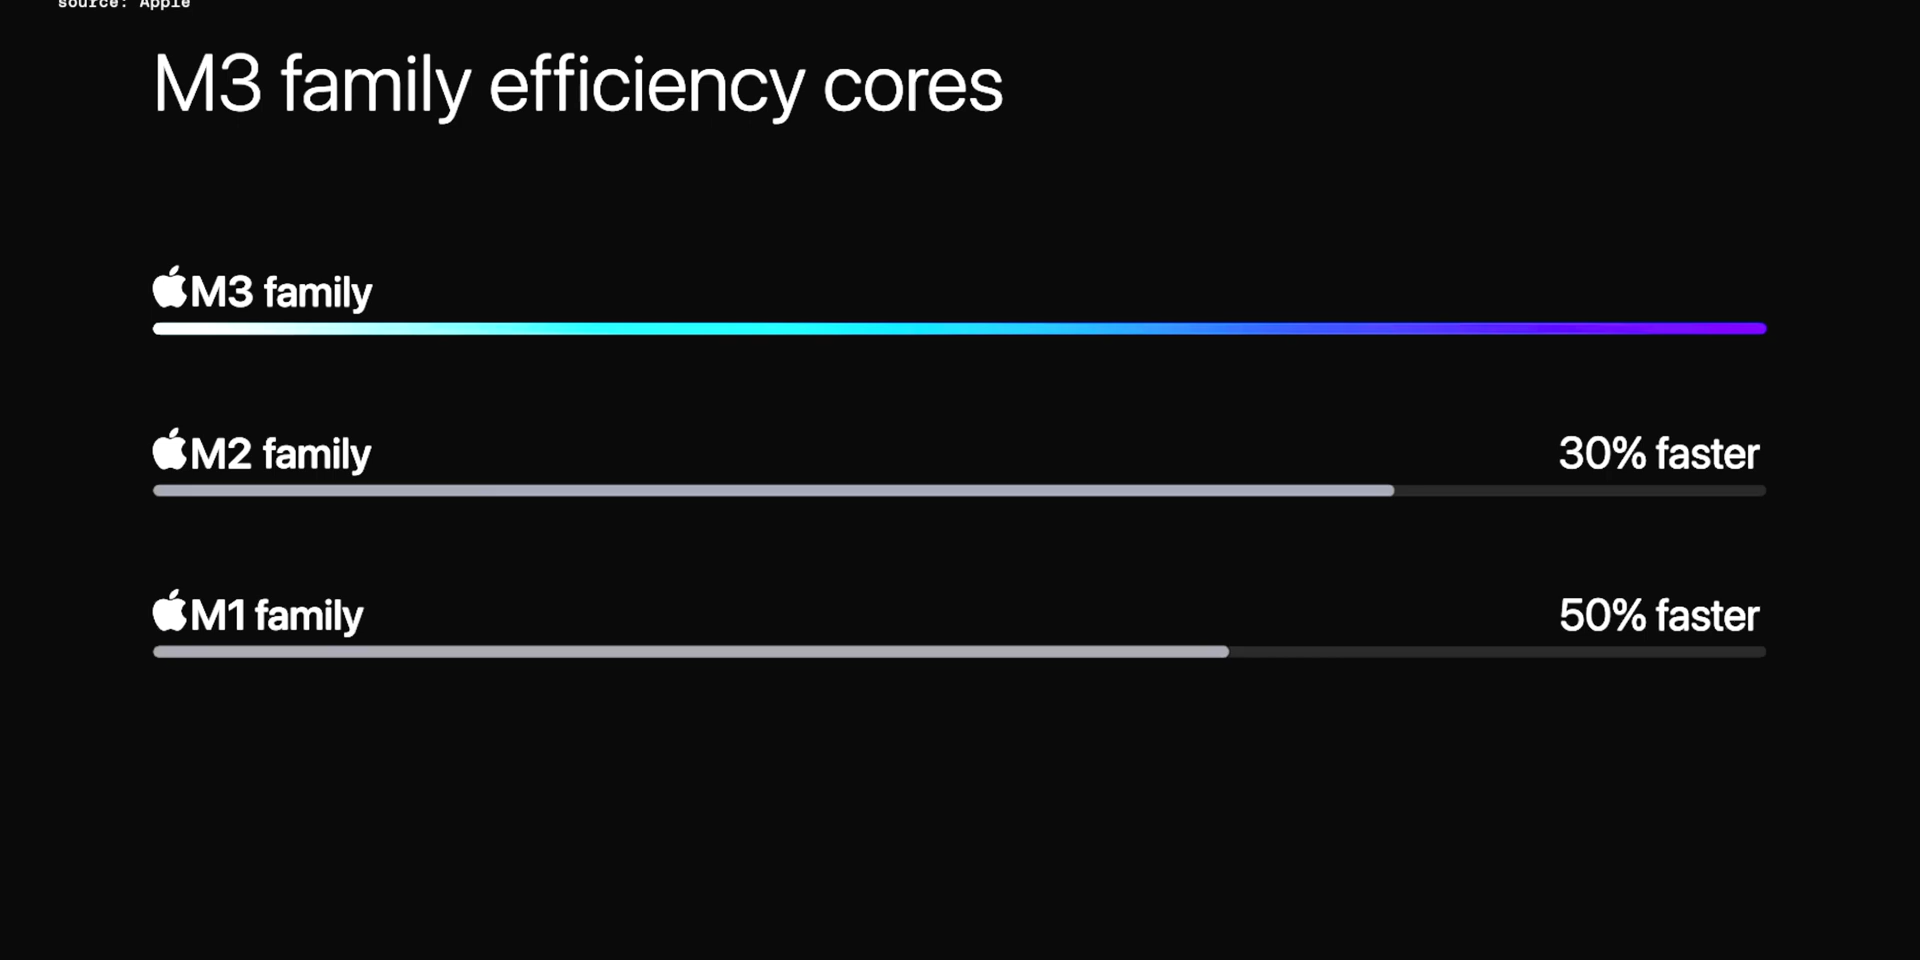 source: Apple
M3 family efficiency cores
M3 family
M2 family
30% faster
M1 family
50% faster